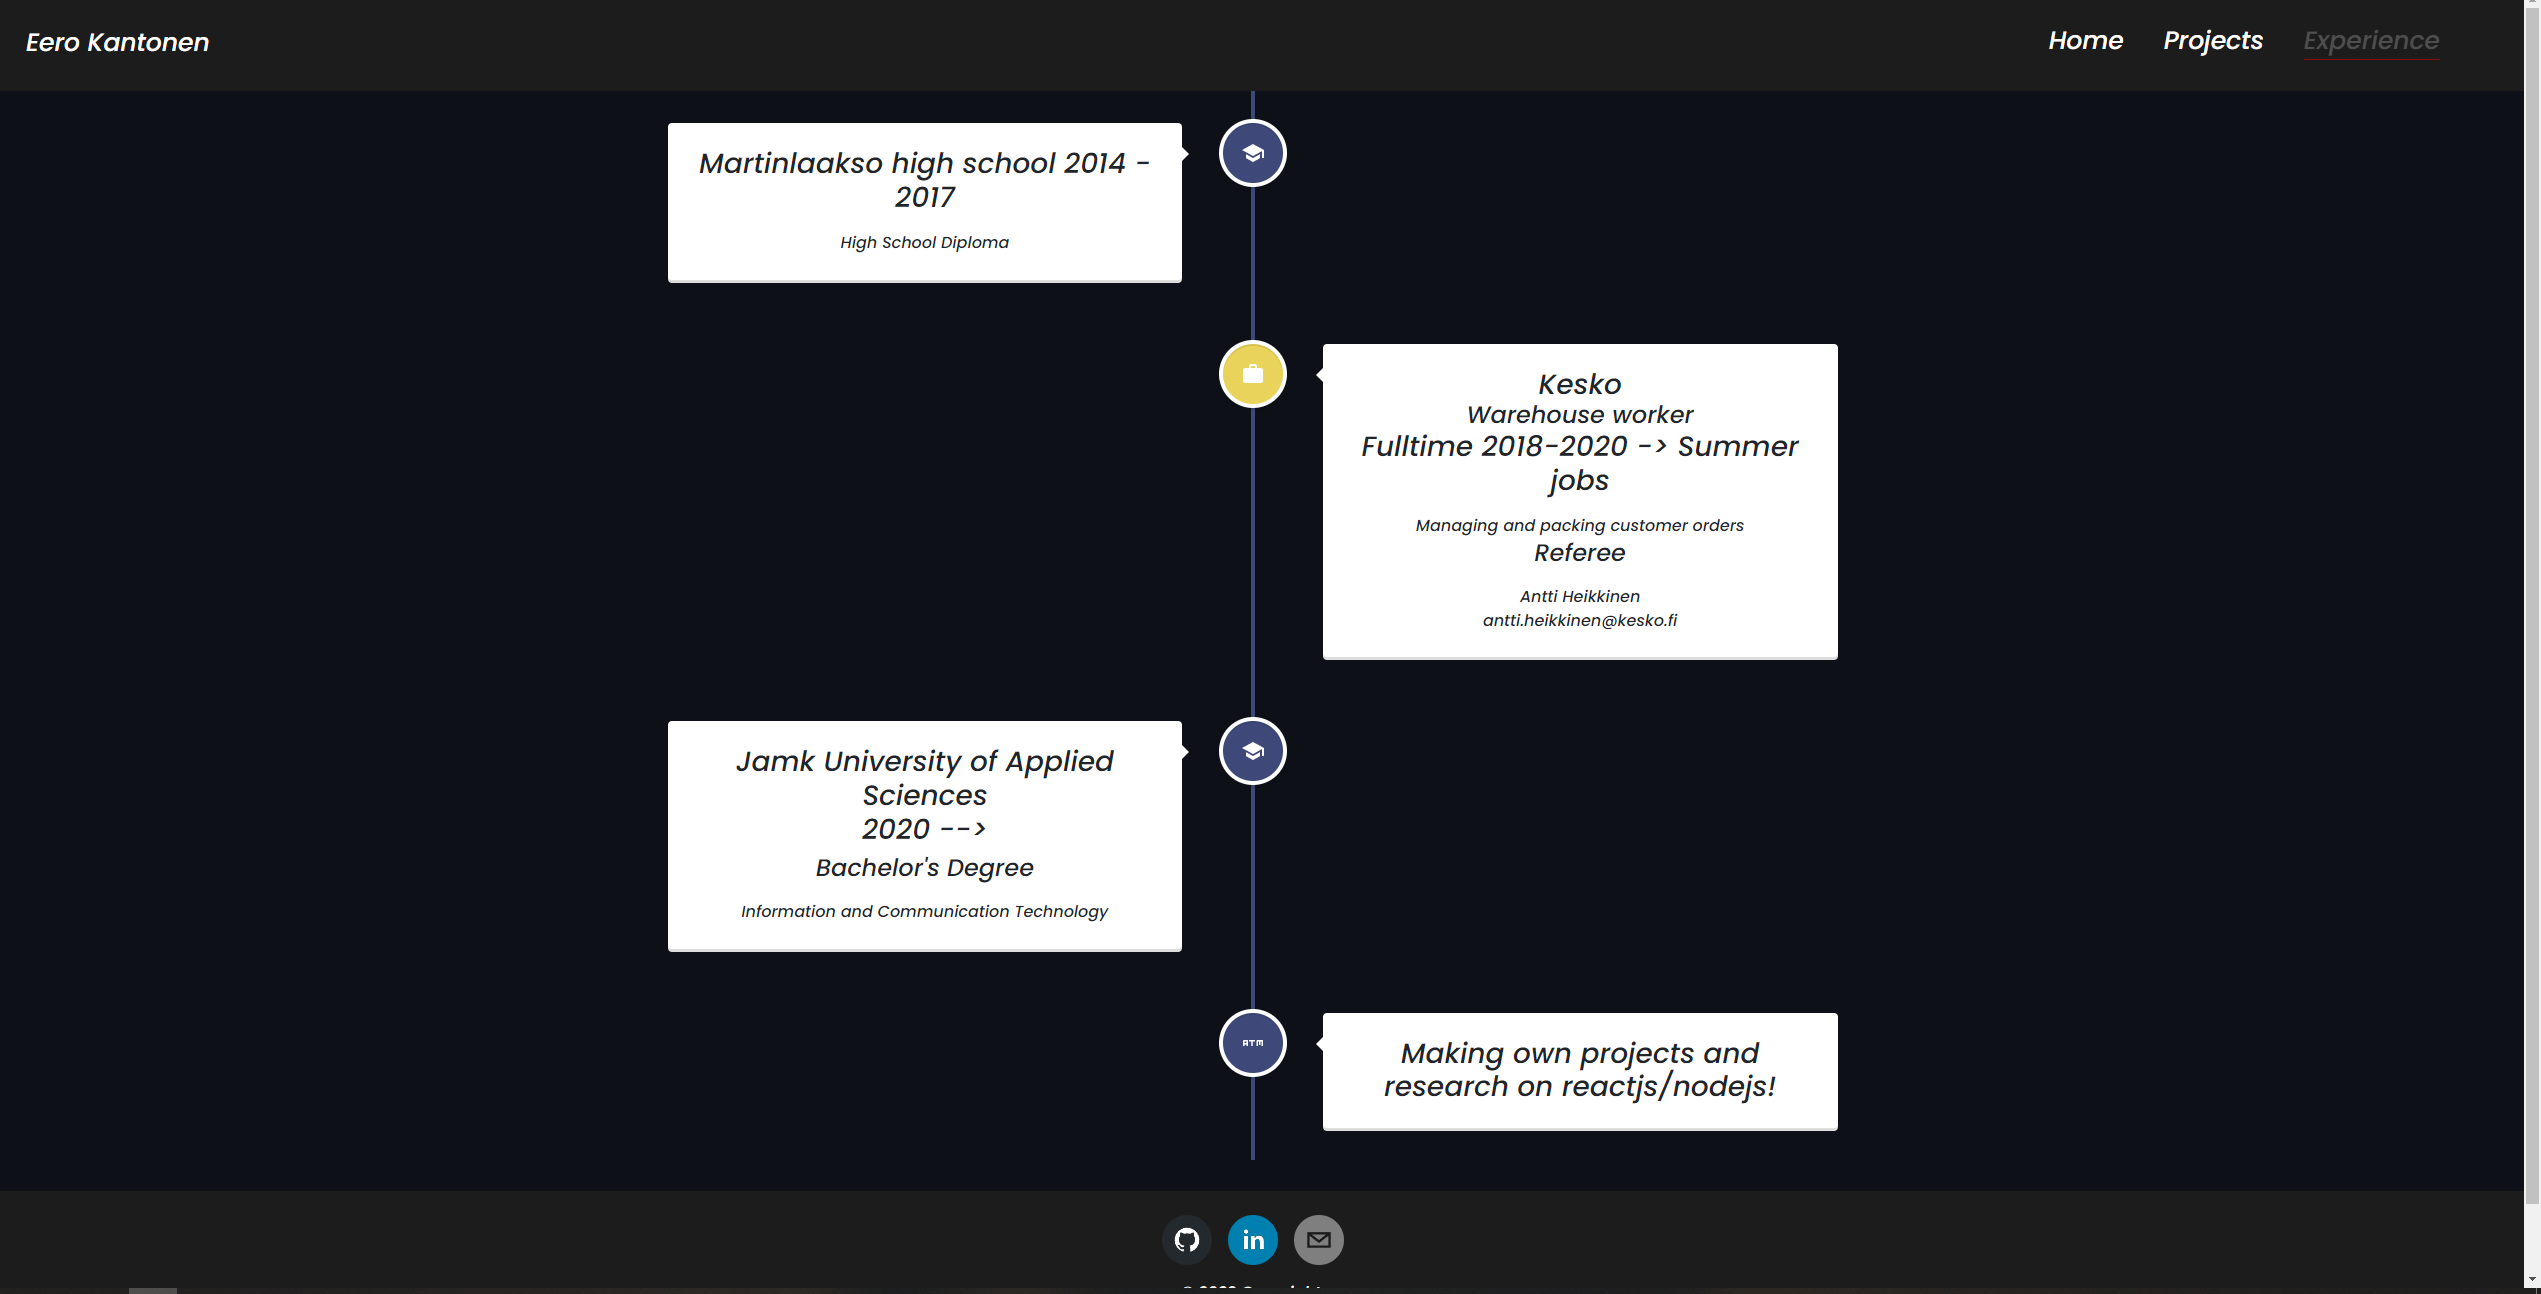 Eero Kantonen
Home Projects Experience
Martinlaakso high school 2014 -
2017
High School Diploma
Kesko
Warehouse worker
Fulltime 2018-2020 -> Summer
jobs
Managing and packing customer orders
Referee
Antti Heikkinen
antti.heikkinen@kesko.fi
Jamk University of Applied
Sciences
2020 -->
Bachelor's Degree
Information and Communication Technology
ATM
Making own projects and
research on reactjs/nodejs!
in